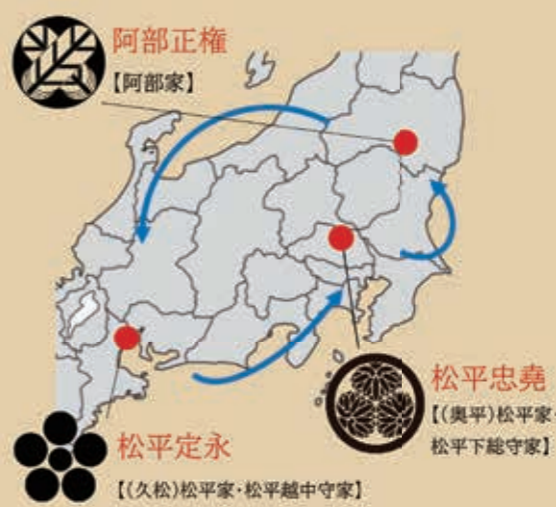 阿部正権
【阿部家】
松平忠堯
【(奥平)松平家・
松平下総守家】
松平定永
【(久松)松平家・松平越中守家】